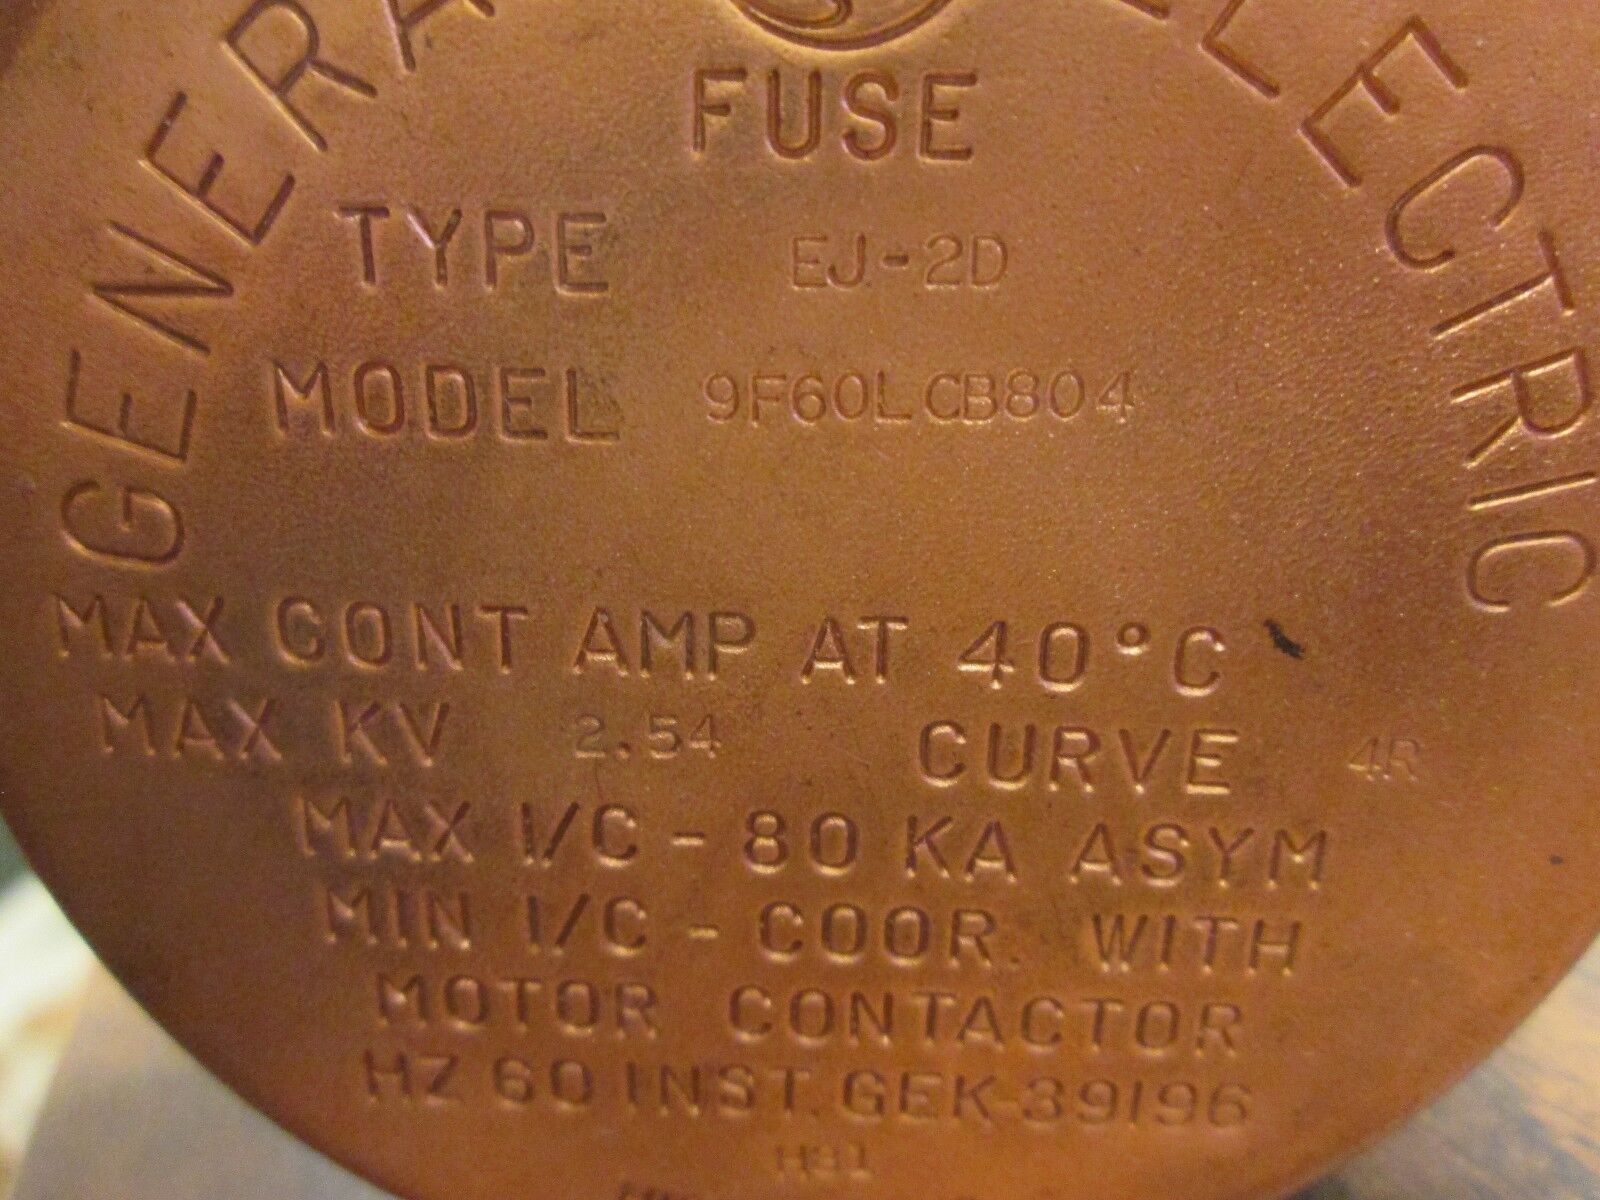 GENERAL ELECTRIC
FUSE
TYPE EJ-2D
MODEL 9F60LCB804
MAX CONT AMP AT 40°C
MAX KV 2.54 CURVE 4R
MAX I/C - 80 KA ASYM
MIN I/C - COOR. WITH
MOTOR CONTACTOR
HZ 60 INST. GEK-39196